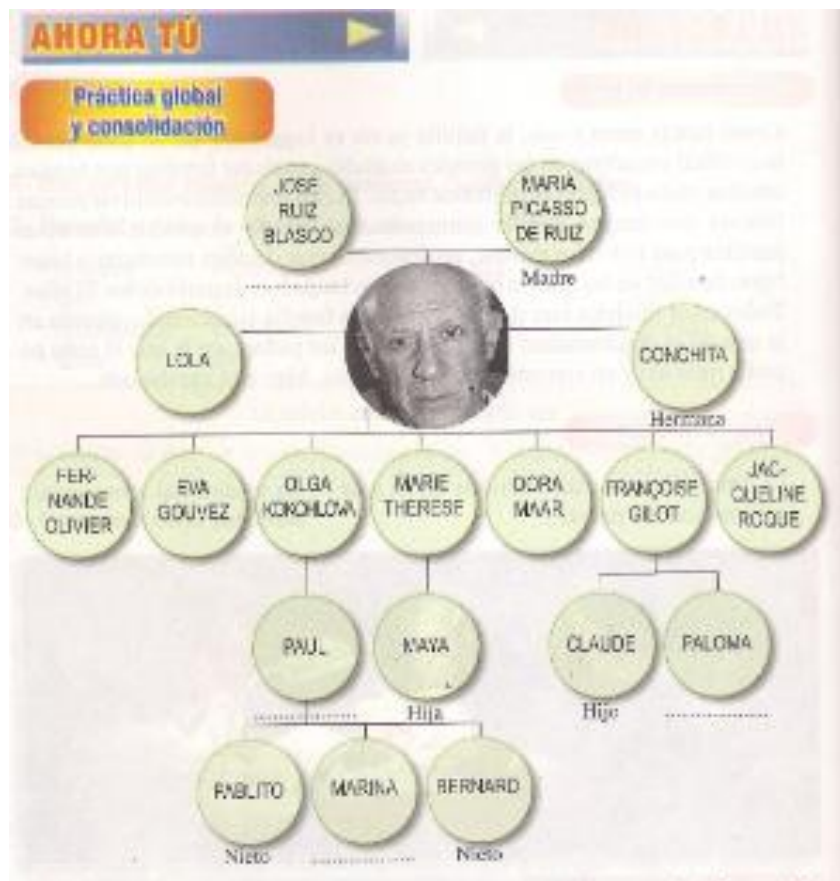 AHORA TÚ
Práctica global
y consolidación
JOSE
RUIZ
BLASCO
MARIA
PICASSO
DE RUIZ
....................
Madre
LOLA
CONCHITA
Hermana
FER-
NANDE
OLIVIER
EVA
GOUVEZ
OLGA
KOKOHLOVA
MARIE
THERESE
DORA
MAAR
FRANÇOISE
GILOT
JAC-
QUELINE
ROQUE
PAUL
MAYA
CLAUDE
PALOMA
....................
Hija
Hijo
....................
PABLITO
MARINA
BERNARD
Nieto
....................
Nieto